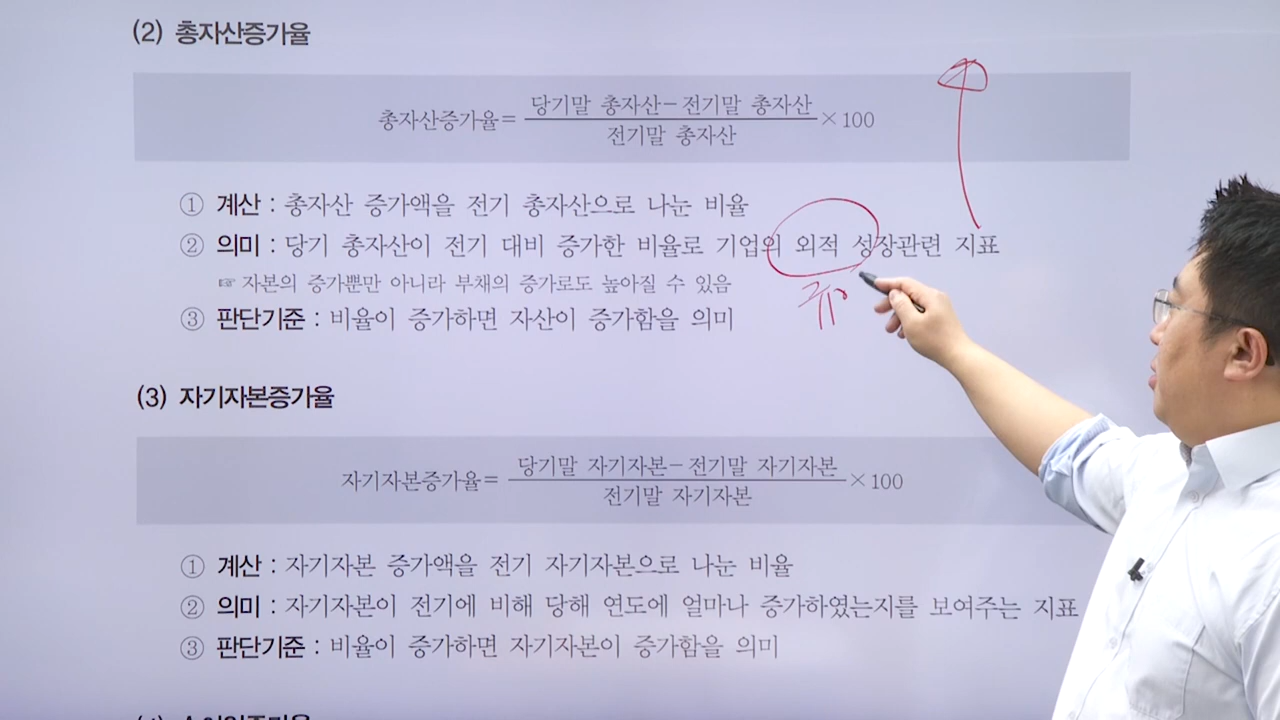 (2) 총자산증가율
총자산증가율= 당기말 총자산－전기말 총자산 / 전기말 총자산 ×100
① 계산 : 총자산 증가액을 전기 총자산으로 나눈 비율
② 의미 : 당기 총자산이 전기 대비 증가한 비율로 기업의 외적 성장관련 지표
☞ 자본의 증가뿐만 아니라 부채의 증가로도 높아질 수 있음
③ 판단기준 : 비율이 증가하면 자산이 증가함을 의미
(3) 자기자본증가율
자기자본증가율= 당기말 자기자본－전기말 자기자본 / 전기말 자기자본 ×100
① 계산 : 자기자본 증가액을 전기 자기자본으로 나눈 비율
② 의미 : 자기자본이 전기에 비해 당해 연도에 얼마나 증가하였는지를 보여주는 지표
③ 판단기준 : 비율이 증가하면 자기자본이 증가함을 의미